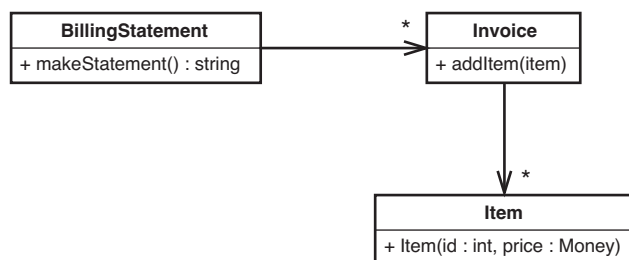 BillingStatement
+ makeStatement() : string
*
Invoice
+ addItem(item)
*
Item
+ Item(id : int, price : Money)